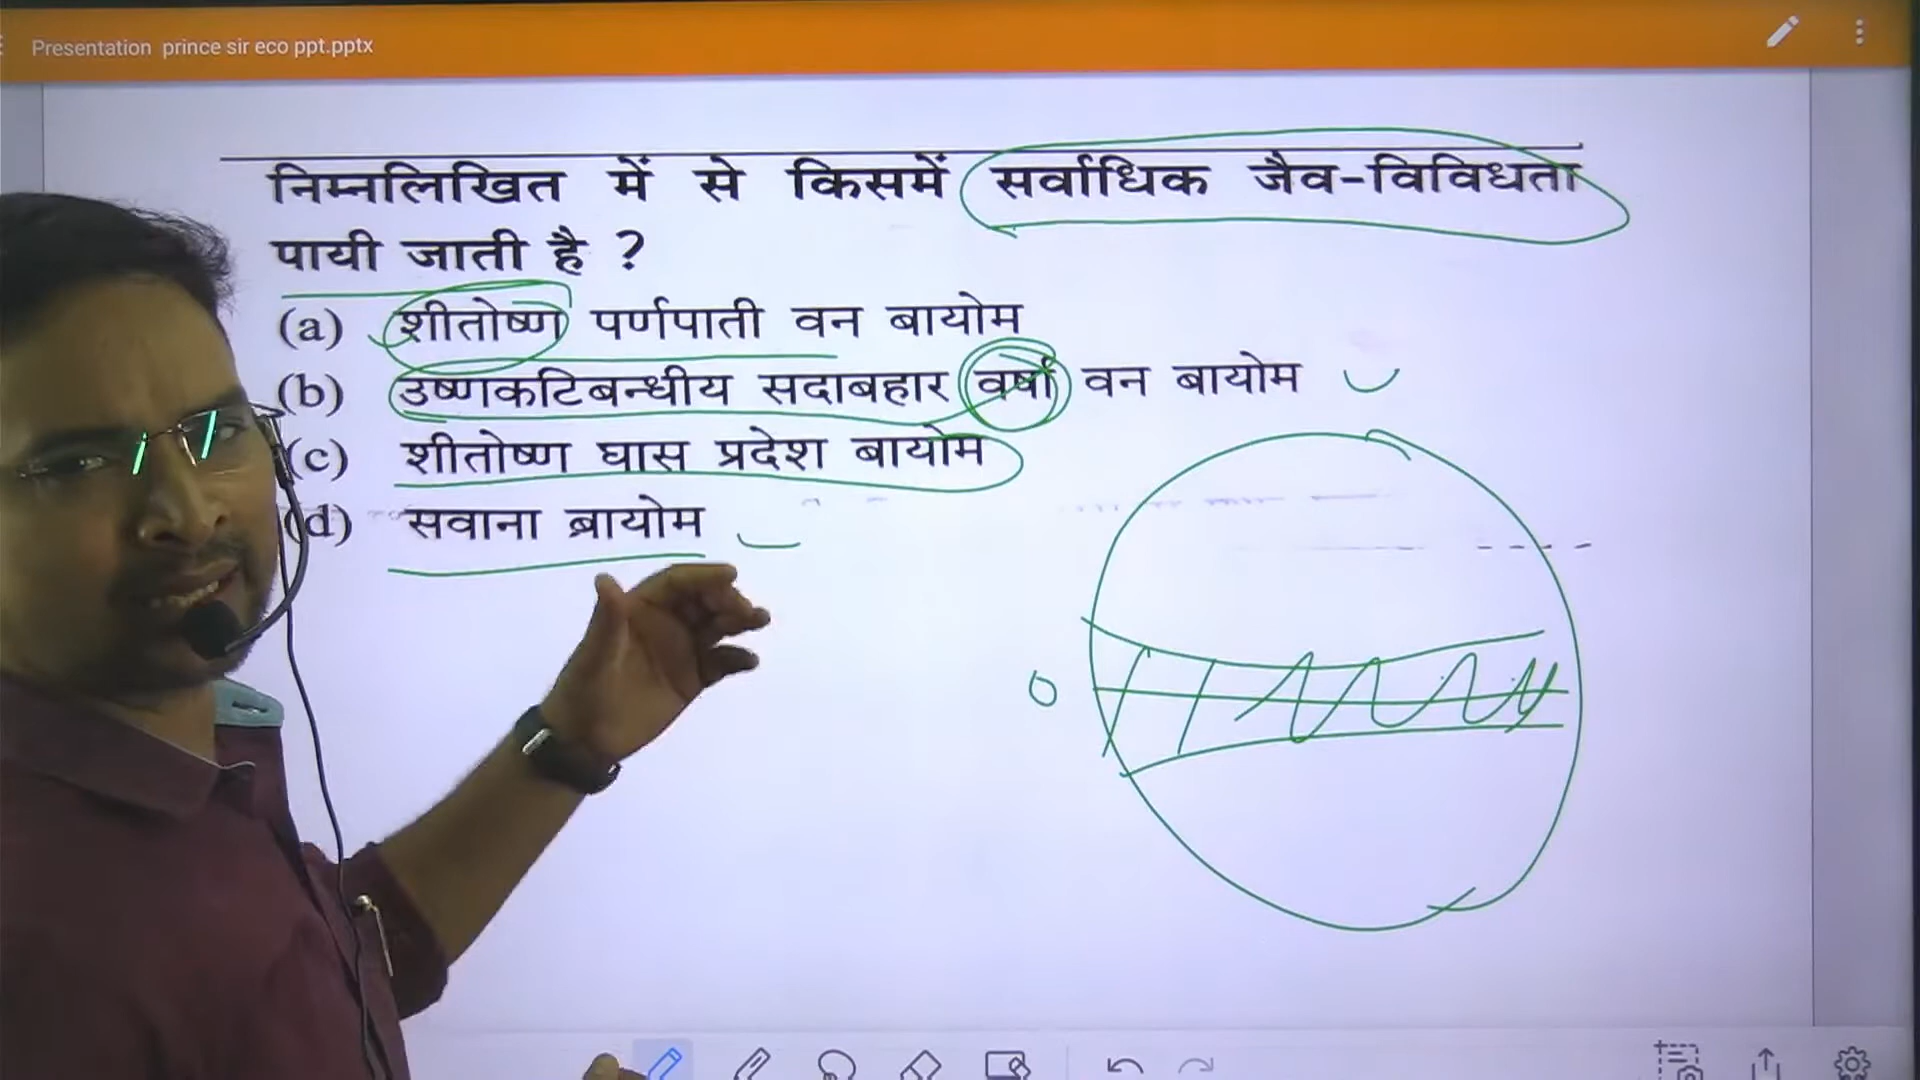 Presentation prince sir eco ppt.pptx
निम्नलिखित में से किसमें सर्वाधिक जैव-विविधता
पायी जाती है ?
(a) शीतोष्ण पर्णपाती वन बायोम
(b) उष्णकटिबन्धीय सदाबहार वर्षा वन बायोम
(c) शीतोष्ण घास प्रदेश बायोम
(d) सवाना बायोम
0